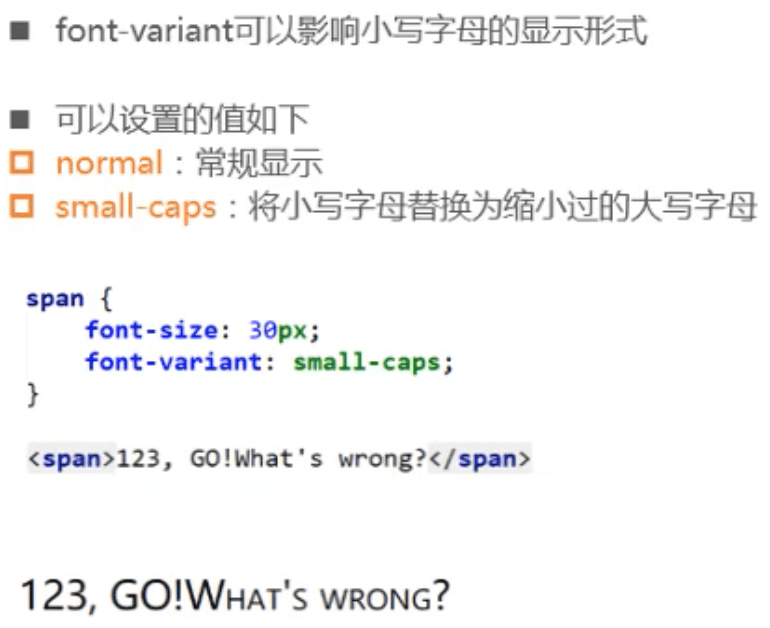 ■ font-variant可以影响小写字母的显示形式
■ 可以设置的值如下
normal：常规显示
small-caps：将小写字母替换为缩小过的大写字母
span {
    font-size: 30px;
    font-variant: small-caps;
}
<span>123, GO!What's wrong?</span>
123, GO!What's wrong?